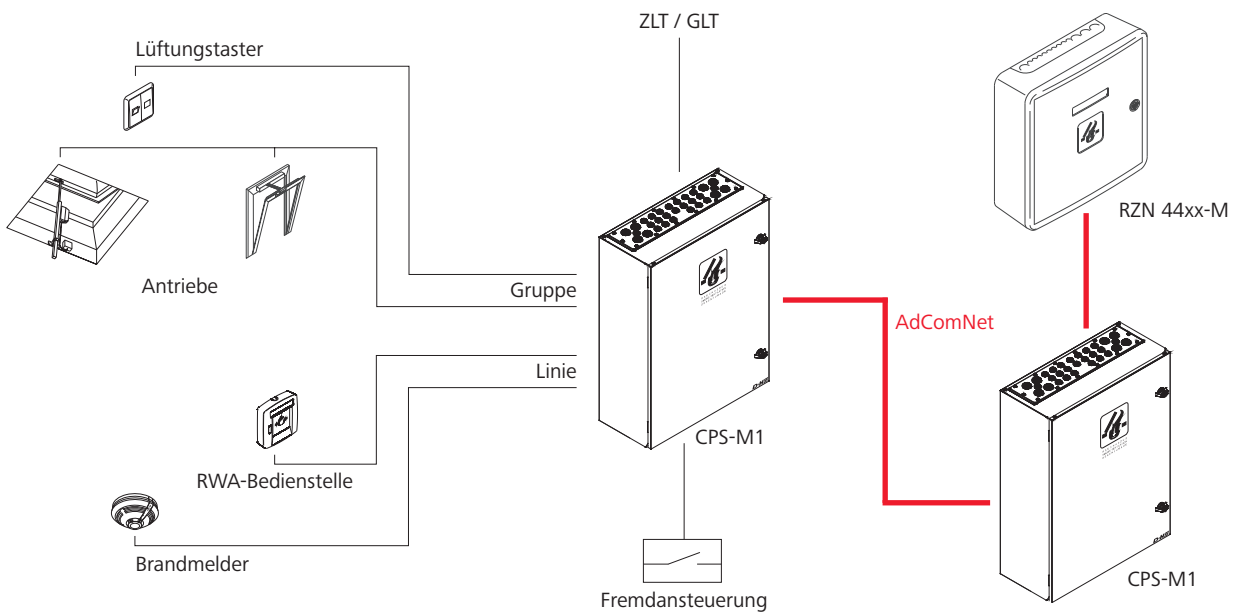 ZLT / GLT
Lüftungstaster
RZN 44xx-M
Antriebe
Gruppe
AdComNet
Linie
CPS-M1
RWA-Bedienstelle
Brandmelder
CPS-M1
Fremdansteuerung